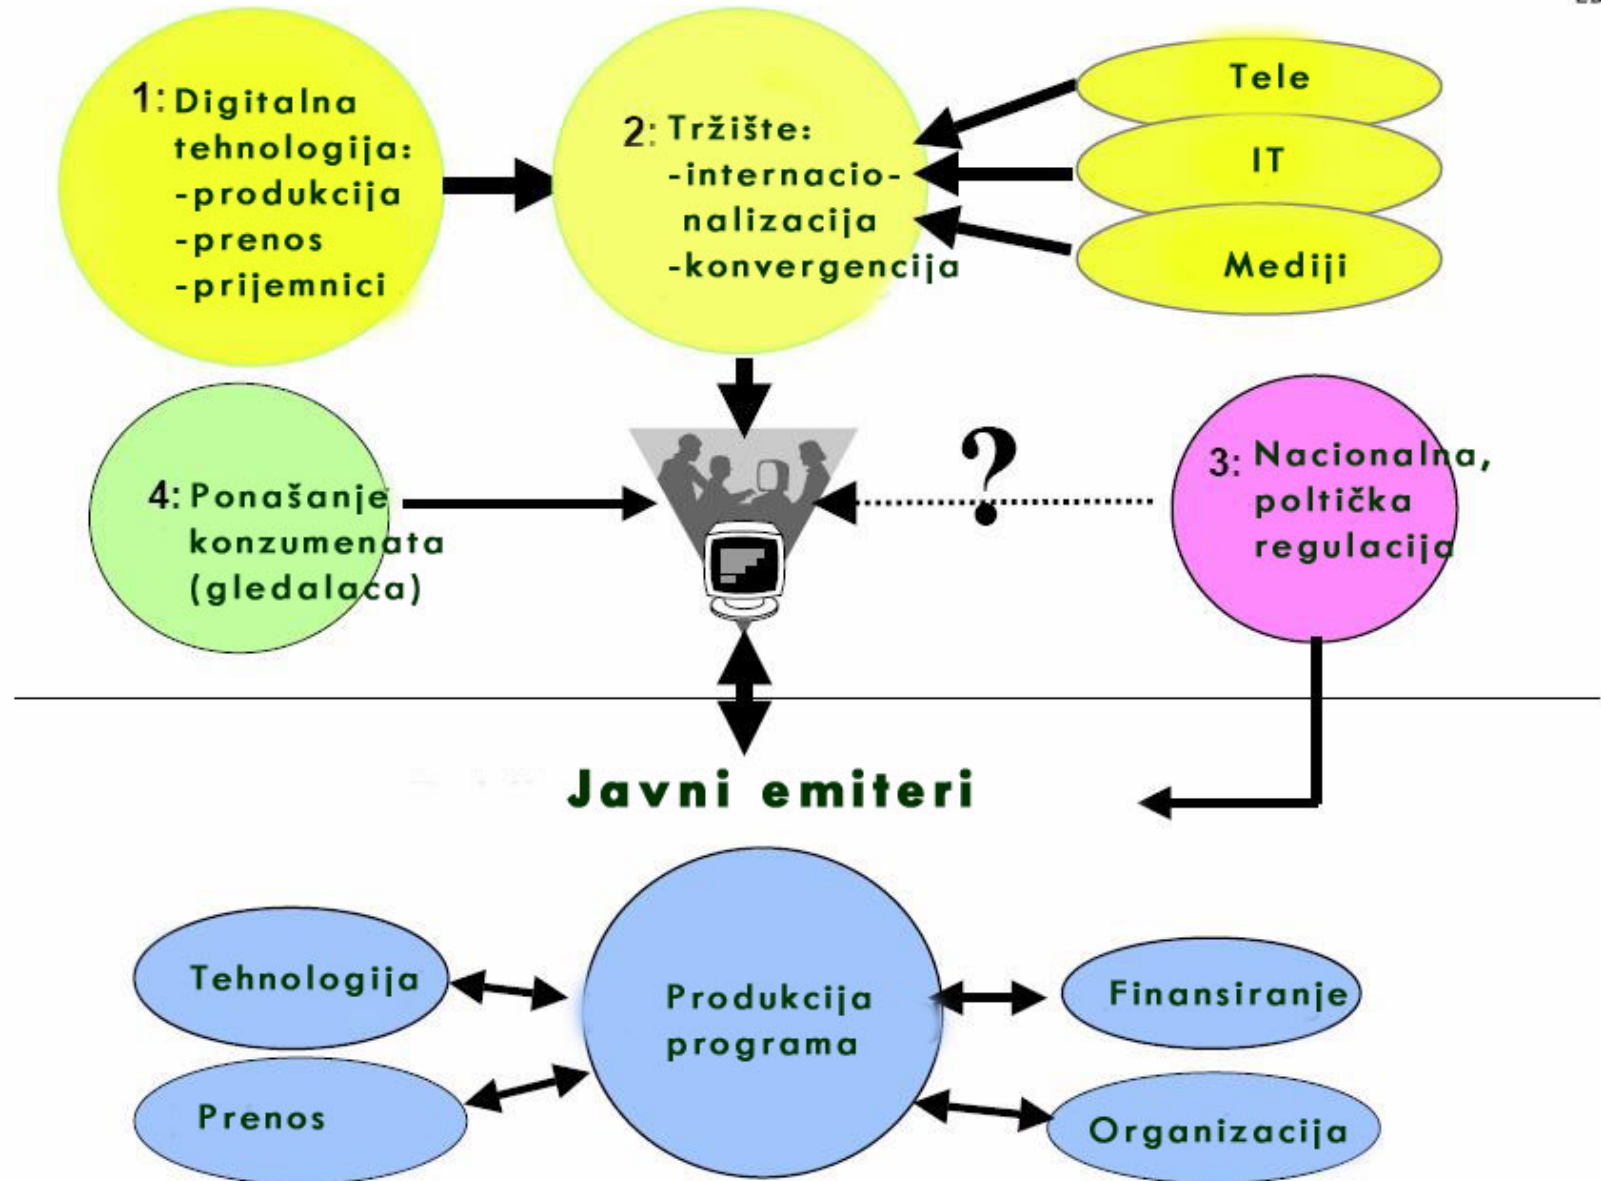 1: Digitalna
tehnologija:
-produkcija
-prenos
-prijemnici
2: Tržište:
-internacio-
nalizacija
-konvergencija
Tele
IT
Mediji
4: Ponašanje
konzumenata
(gledalaca)
?
3: Nacionalna,
poltička
regulacija
Javni emiteri
Tehnologija
Prenos
Produkcija
programa
Finansiranje
Organizacija